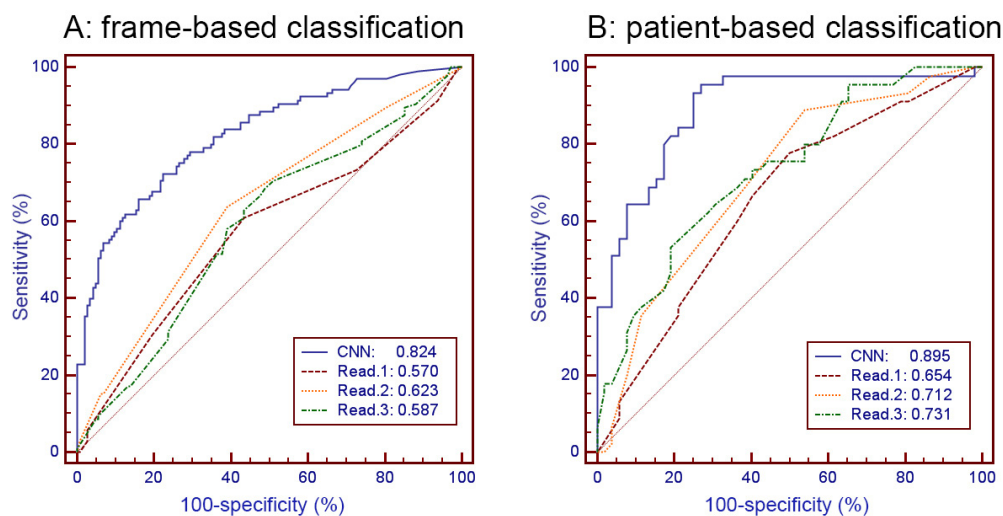 A: frame-based classification
100
80
60
40
20
0
Sensitivity (%)
0 20 40 60 80 100
100-specificity (%)
CNN: 0.824
Read.1: 0.570
Read.2: 0.623
Read.3: 0.587
B: patient-based classification
100
80
60
40
20
0
Sensitivity (%)
0 20 40 60 80 100
100-specificity (%)
CNN: 0.895
Read.1: 0.654
Read.2: 0.712
Read.3: 0.731